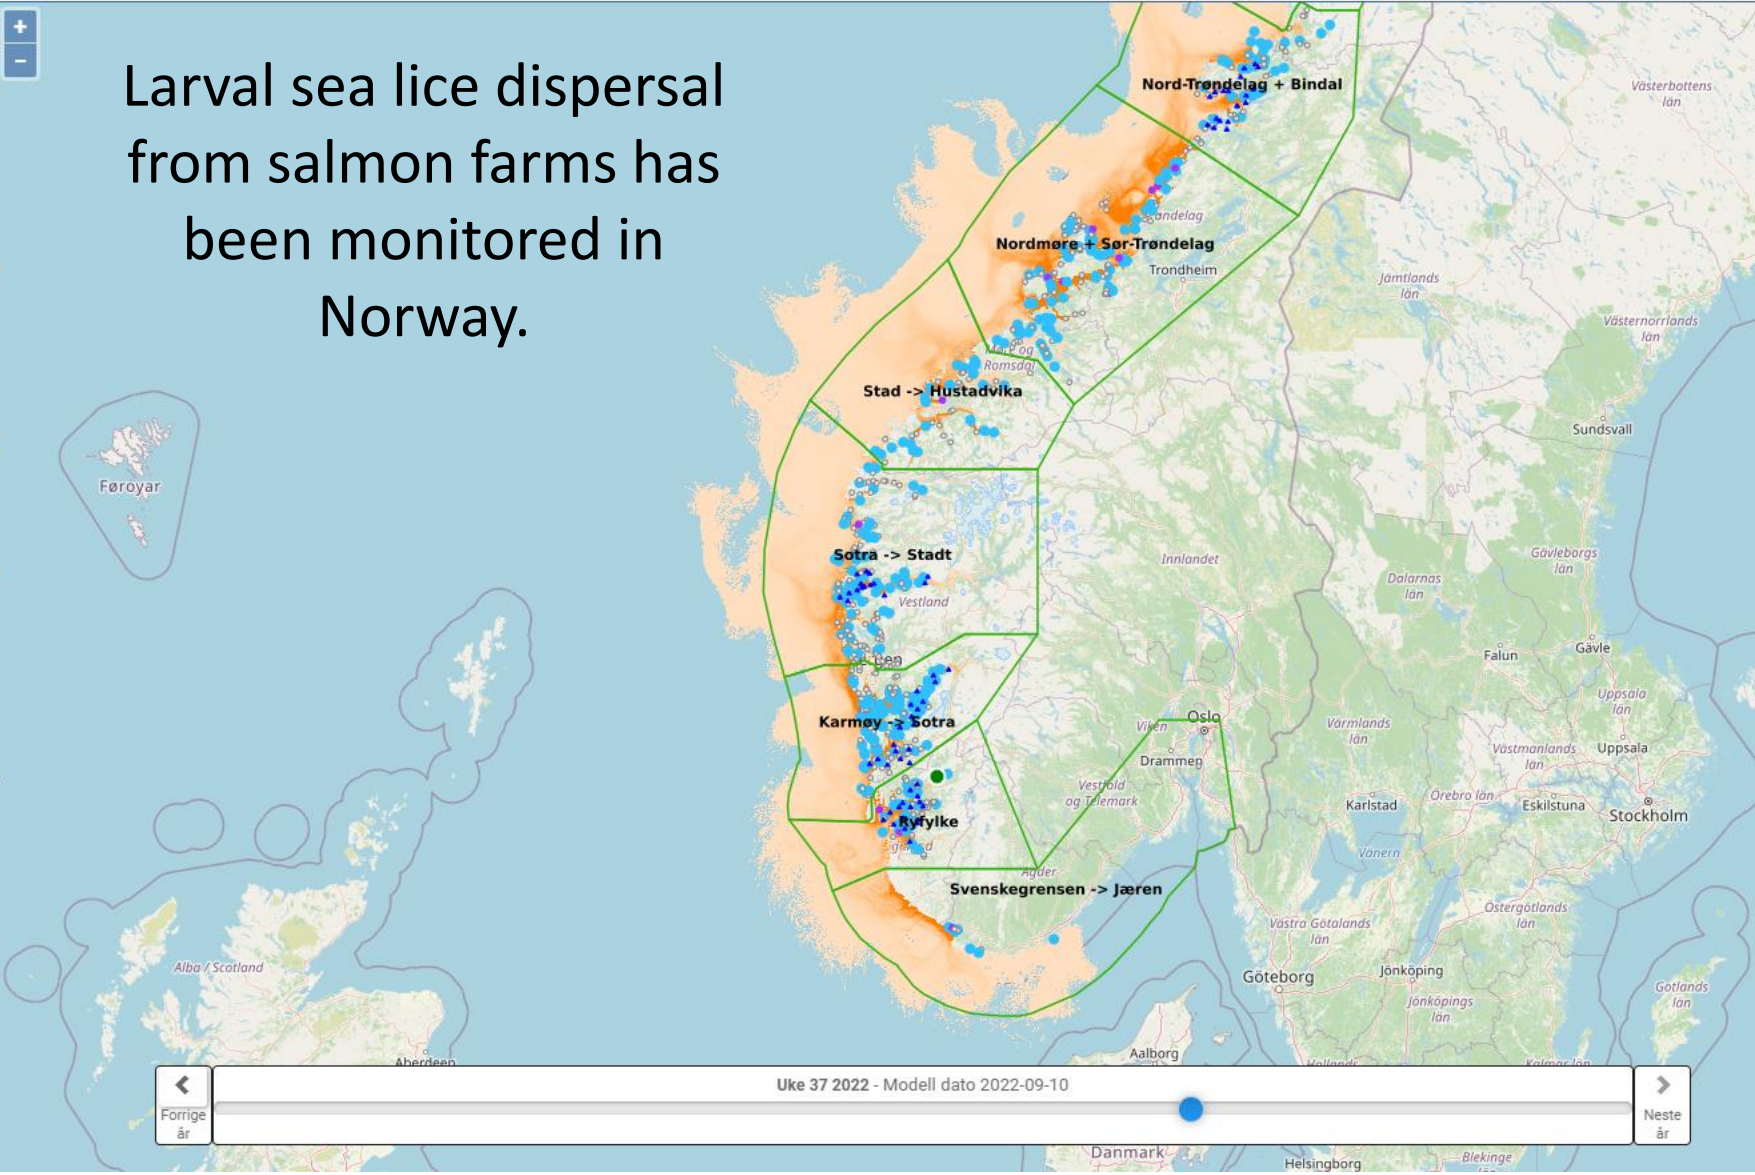 +
−
Larval sea lice dispersal
from salmon farms has
been monitored in
Norway.
Nord-Trøndelag + Bindal
Västerbottens
län
Nordmøre + Sør-Trøndelag
Trondheim
Jämtlands
län
Västernorrlands
län
Romsdal
Stad -> Hustadvika
Sundsvall
Føroyar
Sotra -> Stadt
Innlandet
Gävleborgs
län
Dalarnas
län
Vestland
Gävle
Falun
Uppsala
län
Karmøy -> Sotra
Viken
Oslo
Värmlands
län
Västmanlands
län
Uppsala
Drammen
Vestfold
og Telemark
Karlstad
Örebro län
Eskilstuna
Stockholm
Ryfylke
Vänern
Agder
Svenskegrensen -> Jæren
Östergötlands
län
Västra Götalands
län
Alba / Scotland
Göteborg
Jönköping
Jönköpings
län
Gotlands
län
Aberdeen
Aalborg
Hallands
Kalmar län
Uke 37 2022 - Modell dato 2022-09-10
Forrige
år
Neste
år
Danmark
Helsingborg
Blekinge